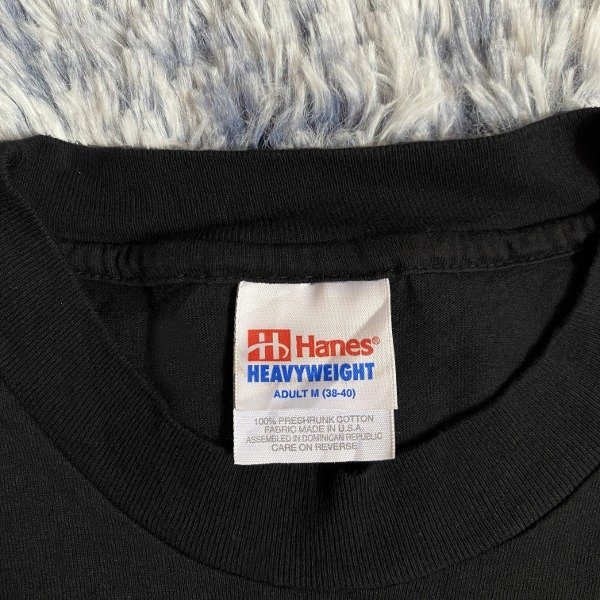 H Hanes®
HEAVYWEIGHT
ADULT M (38-40)
100% PRESHRUNK COTTON
FABRIC MADE IN U.S.A.
ASSEMBLED IN DOMINICAN REPUBLIC
CARE ON REVERSE